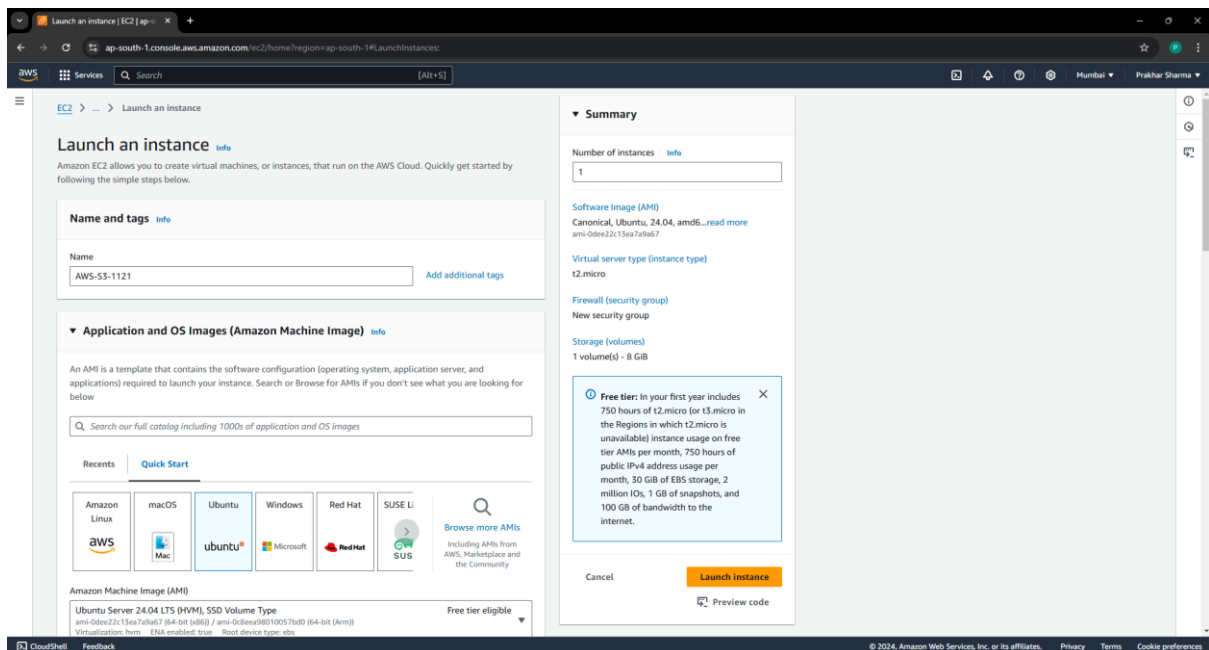 Launch an instance | EC2 | ap-s
ap-south-1.console.aws.amazon.com/ec2/home?region=ap-south-1#LaunchInstances:
aws Services Search [Alt+S] Mumbai Prakhar Sharma
EC2 > ... > Launch an instance
Launch an instance Info
Amazon EC2 allows you to create virtual machines, or instances, that run on the AWS Cloud. Quickly get started by
following the simple steps below.
Name and tags Info
Name
AWS-S3-1121 Add additional tags
Application and OS Images (Amazon Machine Image) Info
An AMI is a template that contains the software configuration (operating system, application server, and
applications) required to launch your instance. Search or Browse for AMIs if you don't see what you are looking for
below
Search our full catalog including 1000s of application and OS images
Recents Quick Start
Amazon Linux
aws
macOS
Mac
Ubuntu
ubuntu®
Windows
Microsoft
Red Hat
Red Hat
SUSE Li
SUS
Browse more AMIs
Including AMIs from
AWS, Marketplace and
the Community
Amazon Machine Image (AMI)
Ubuntu Server 24.04 LTS (HVM), SSD Volume Type Free tier eligible
ami-0dee22c13ea7a9a67 (64-bit (x86)) / ami-0c8eea98010057bd0 (64-bit (Arm))
Virtualization: hvm ENA enabled: true Root device type: ebs
Summary
Number of instances Info
1
Software Image (AMI)
Canonical, Ubuntu, 24.04, amd6...read more
ami-0dee22c13ea7a9a67
Virtual server type (instance type)
t2.micro
Firewall (security group)
New security group
Storage (volumes)
1 volume(s) - 8 GiB
Free tier: In your first year includes
750 hours of t2.micro (or t3.micro in
the Regions in which t2.micro is
unavailable) instance usage on free
tier AMIs per month, 750 hours of
public IPv4 address usage per
month, 30 GiB of EBS storage, 2
million IOs, 1 GB of snapshots, and
100 GB of bandwidth to the
internet.
Cancel Launch instance
Preview code
CloudShell Feedback © 2024, Amazon Web Services, Inc. or its affiliates. Privacy Terms Cookie preferences